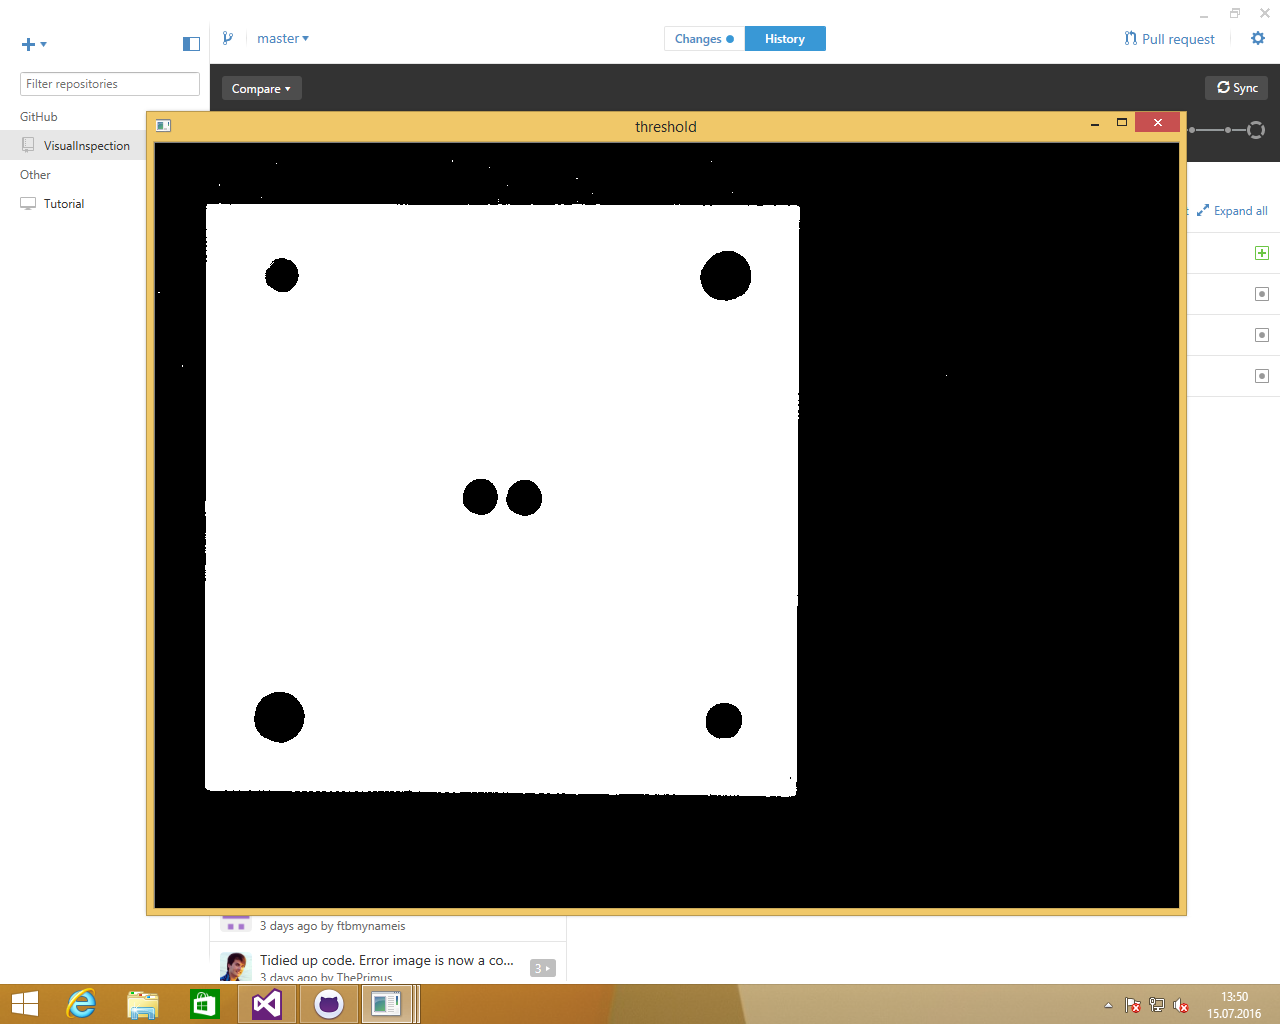 master
Changes
History
Pull request
Filter repositories
Compare
Sync
GitHub
threshold
VisualInspection
Other
Tutorial
Expand all
3 days ago by ftbmynameis
Tidied up code. Error image is now a co...
3
3 days ago by ThePrimus
13:50
15.07.2016